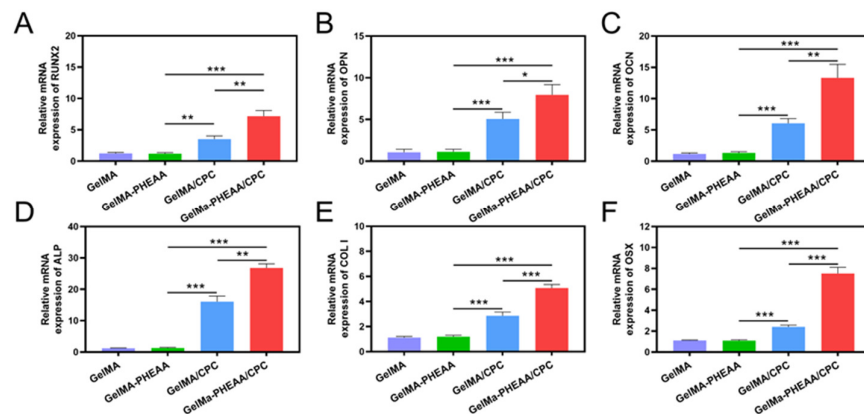 A
Relative mRNA
expression of RUNX2
20
15
10
5
0
***
**
**
GelMA
GelMA-PHEAA
GelMA/CPC
GelMa-PHEAA/CPC
B
Relative mRNA
expression of OPN
15
10
5
0
***
*
***
GelMA
GelMA-PHEAA
GelMA/CPC
GelMa-PHEAA/CPC
C
Relative mRNA
expression of OCN
20
15
10
5
0
***
**
***
GelMA
GelMA-PHEAA
GelMA/CPC
GelMa-PHEAA/CPC
D
Relative mRNA
expression of ALP
40
30
20
10
0
***
**
***
GelMA
GelMA-PHEAA
GelMA/CPC
GelMa-PHEAA/CPC
E
Relative mRNA
expression of COL I
10
8
6
4
2
0
***
***
***
GelMA
GelMA-PHEAA
GelMA/CPC
GelMa-PHEAA/CPC
F
Relative mRNA
expression of OSX
12
10
8
6
4
2
0
***
***
***
GelMA
GelMA-PHEAA
GelMA/CPC
GelMa-PHEAA/CPC